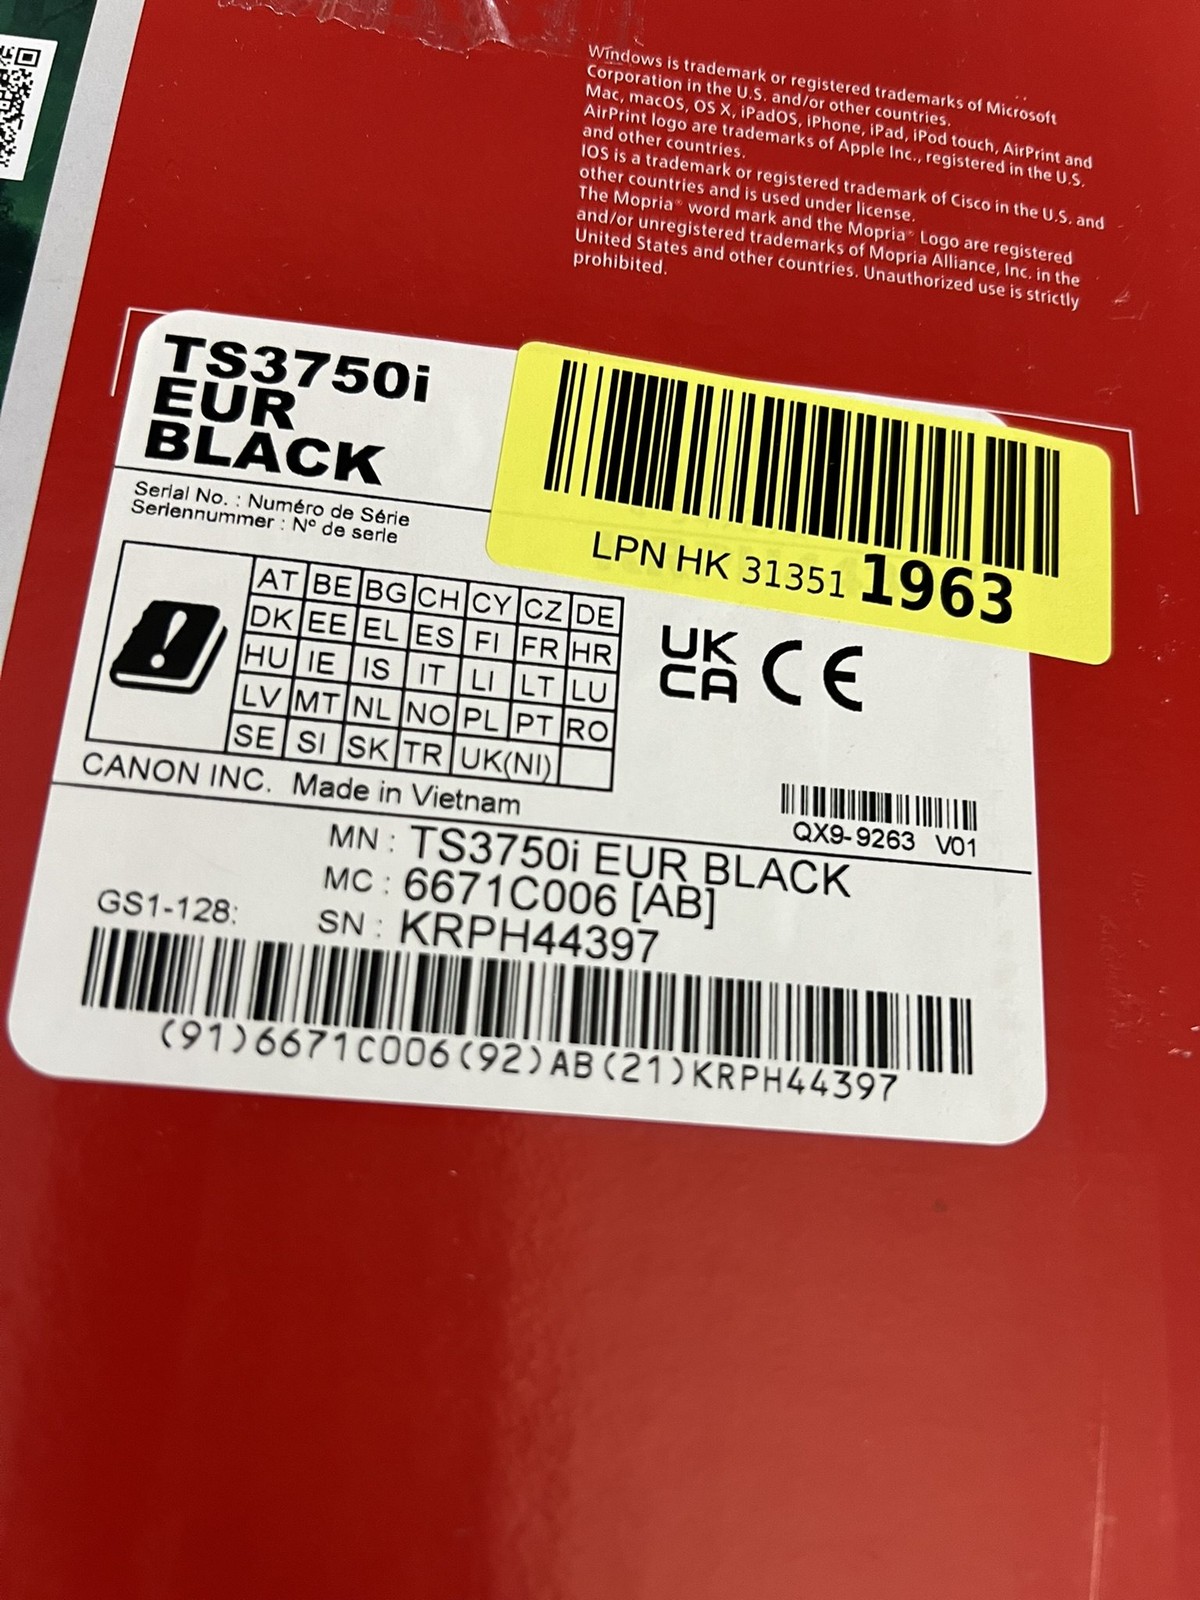 Windows is trademark or registered trademarks of Microsoft
Corporation in the U.S. and/or other countries.
Mac, macOS, OS X, iPadOS, iPhone, iPad, iPod touch, AirPrint and
AirPrint logo are trademarks of Apple Inc., registered in the U.S.
and other countries.
IOS is a trademark or registered trademark of Cisco in the U.S. and
other countries and is used under license.
The Mopria® word mark and the Mopria® Logo are registered
and/or unregistered trademarks of Mopria Alliance, Inc. in the
United States and other countries. Unauthorized use is strictly
prohibited.
TS3750i
EUR
BLACK
Serial No. : Numéro de Série
Seriennummer : N° de serie
LPN HK 31351 1963
AT BE BG CH CY CZ DE
DK EE EL ES FI FR HR
HU IE IS IT LI LT LU
LV MT NL NO PL PT RO
SE SI SK TR UK(NI)
UK
CA CE
CANON INC. Made in Vietnam
QX9-9263 V01
MN : TS3750i EUR BLACK
MC : 6671C006 [AB]
GS1-128: SN : KRPH44397
(91)6671C006(92)AB(21)KRPH44397